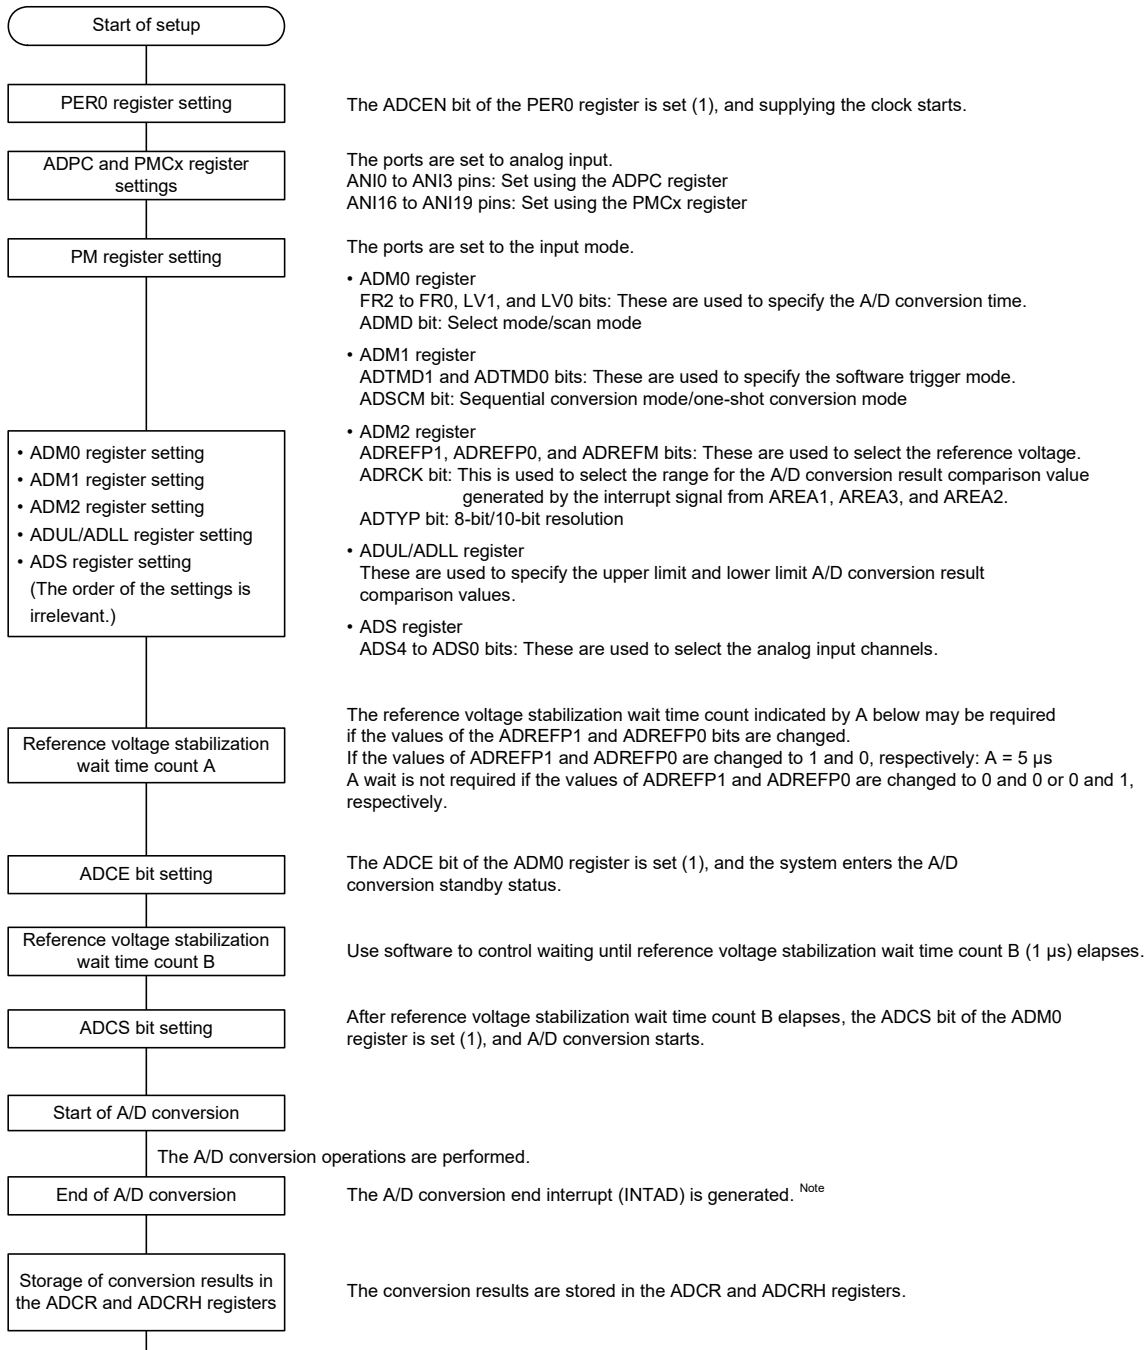 Start of setup
PER0 register setting
The ADCEN bit of the PER0 register is set (1), and supplying the clock starts.
ADPC and PMCx register
settings
The ports are set to analog input.
ANI0 to ANI3 pins: Set using the ADPC register
ANI16 to ANI19 pins: Set using the PMCx register
PM register setting
The ports are set to the input mode.
• ADM0 register setting
• ADM1 register setting
• ADM2 register setting
• ADUL/ADLL register setting
• ADS register setting
(The order of the settings is
irrelevant.)
• ADM0 register
FR2 to FR0, LV1, and LV0 bits: These are used to specify the A/D conversion time.
ADMD bit: Select mode/scan mode
• ADM1 register
ADTMD1 and ADTMD0 bits: These are used to specify the software trigger mode.
ADSCM bit: Sequential conversion mode/one-shot conversion mode
• ADM2 register
ADREFP1, ADREFP0, and ADREFM bits: These are used to select the reference voltage.
ADRCK bit: This is used to select the range for the A/D conversion result comparison value
generated by the interrupt signal from AREA1, AREA3, and AREA2.
ADTYP bit: 8-bit/10-bit resolution
• ADUL/ADLL register
These are used to specify the upper limit and lower limit A/D conversion result
comparison values.
• ADS register
ADS4 to ADS0 bits: These are used to select the analog input channels.
Reference voltage stabilization
wait time count A
The reference voltage stabilization wait time count indicated by A below may be required
if the values of the ADREFP1 and ADREFP0 bits are changed.
If the values of ADREFP1 and ADREFP0 are changed to 1 and 0, respectively: A = 5 μs
A wait is not required if the values of ADREFP1 and ADREFP0 are changed to 0 and 0 or 0 and 1,
respectively.
ADCE bit setting
The ADCE bit of the ADM0 register is set (1), and the system enters the A/D
conversion standby status.
Reference voltage stabilization
wait time count B
Use software to control waiting until reference voltage stabilization wait time count B (1 μs) elapses.
ADCS bit setting
After reference voltage stabilization wait time count B elapses, the ADCS bit of the ADM0
register is set (1), and A/D conversion starts.
Start of A/D conversion
The A/D conversion operations are performed.
End of A/D conversion
The A/D conversion end interrupt (INTAD) is generated. Note
Storage of conversion results in
the ADCR and ADCRH registers
The conversion results are stored in the ADCR and ADCRH registers.